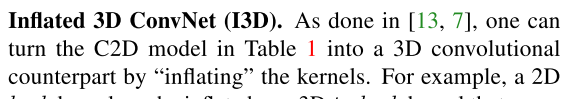 Inflated 3D ConvNet (I3D). As done in [13, 7], one can
turn the C2D model in Table 1 into a 3D convolutional
counterpart by “inflating” the kernels. For example, a 2D